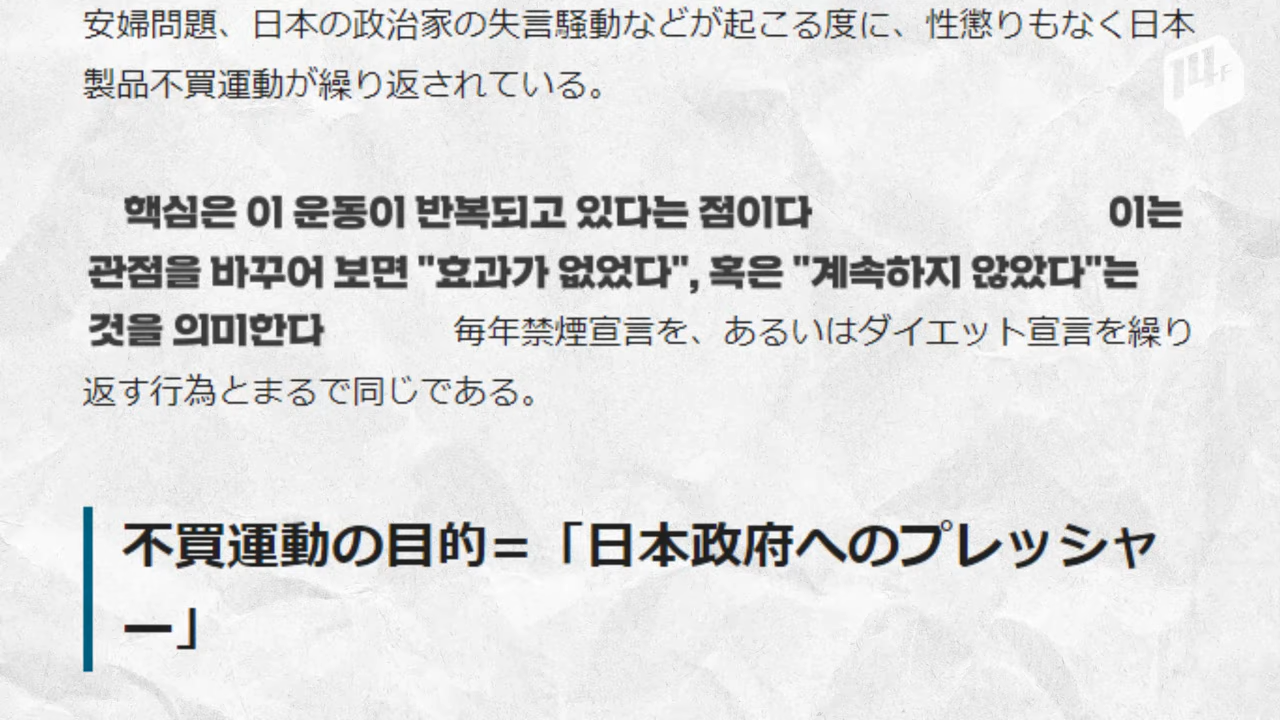 安婦問題、日本の政治家の失言騒動などが起こる度に、性懲りもなく日本
製品不買運動が繰り返されている。
14F
핵심은 이 운동이 반복되고 있다는 점이다 이는
관점을 바꾸어 보면 "효과가 없었다", 혹은 "계속하지 않았다"는
것을 의미한다 毎年禁煙宣言を、あるいはダイエット宣言を繰り
返す行為とまるで同じである。
不買運動の目的=「日本政府へのプレッシャ
ー」